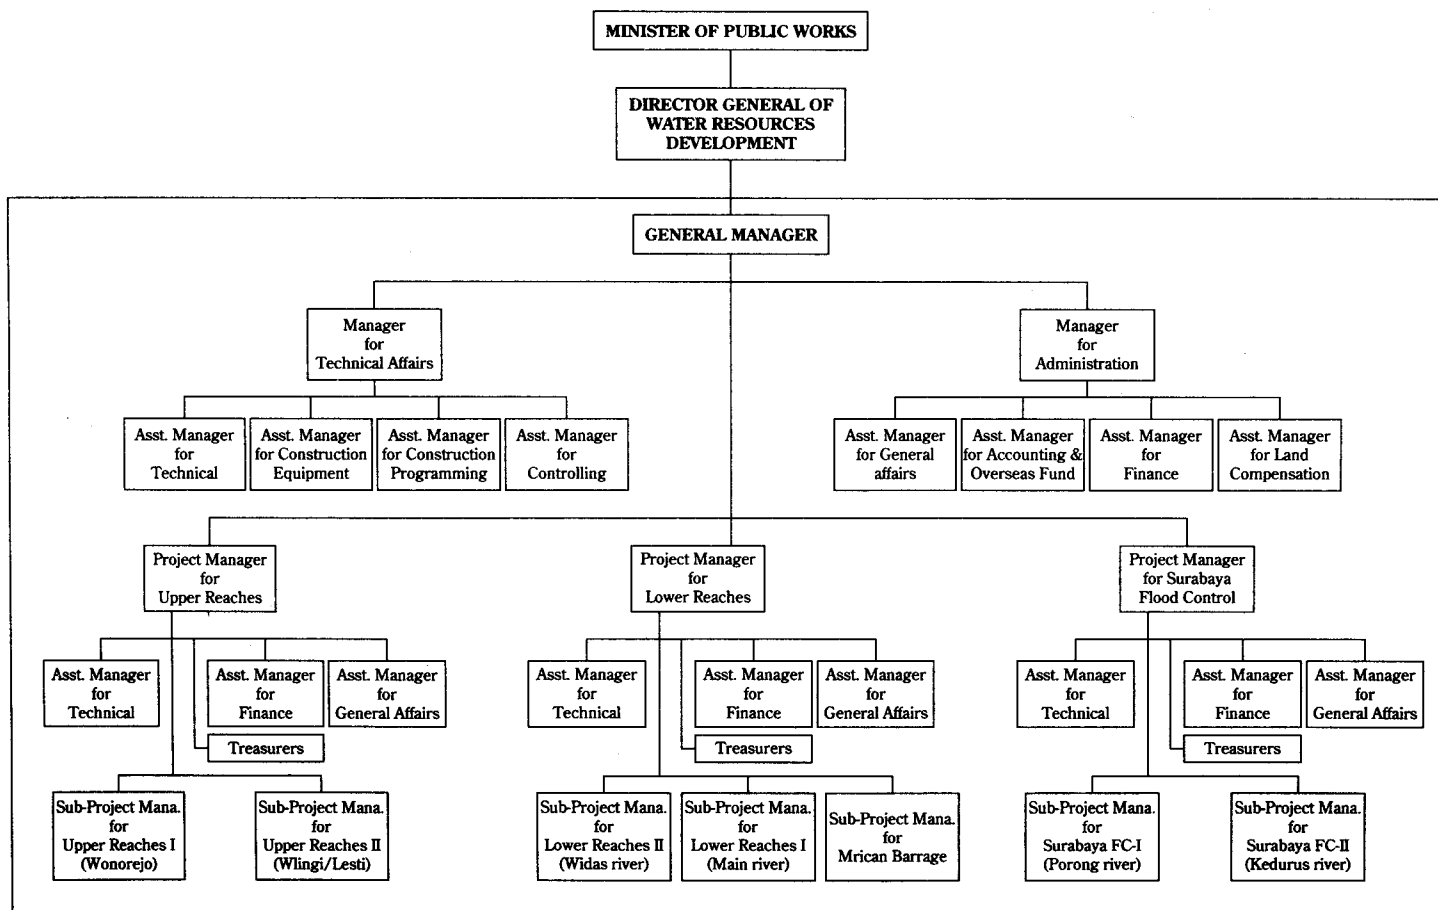 MINISTER OF PUBLIC WORKS
DIRECTOR GENERAL OF
WATER RESOURCES
DEVELOPMENT
GENERAL MANAGER
Manager
for
Technical Affairs
Manager
for
Administration
Asst. Manager
for
Technical
Asst. Manager
for Construction
Equipment
Asst. Manager
for Construction
Programming
Asst. Manager
for
Controlling
Asst. Manager
for General
affairs
Asst. Manager
for Accounting &
Overseas Fund
Asst. Manager
for
Finance
Asst. Manager
for Land
Compensation
Project Manager
for
Upper Reaches
Project Manager
for
Lower Reaches
Project Manager
for Surabaya
Flood Control
Asst. Manager
for
Technical
Asst. Manager
for
Finance
Asst. Manager
for
General Affairs
Treasurers
Asst. Manager
for
Technical
Asst. Manager
for
Finance
Asst. Manager
for
General Affairs
Treasurers
Asst. Manager
for
Technical
Asst. Manager
for
Finance
Asst. Manager
for
General Affairs
Treasurers
Sub-Project Mana.
for
Upper Reaches I
(Wonorejo)
Sub-Project Mana.
for
Upper Reaches II
(Wlingi/Lesti)
Sub-Project Mana.
for
Lower Reaches II
(Widas river)
Sub-Project Mana.
for
Lower Reaches I
(Main river)
Sub-Project Mana.
for
Mrican Barrage
Sub-Project Mana.
for
Surabaya FC-I
(Porong river)
Sub-Project Mana.
for
Surabaya FC-II
(Kedurus river)